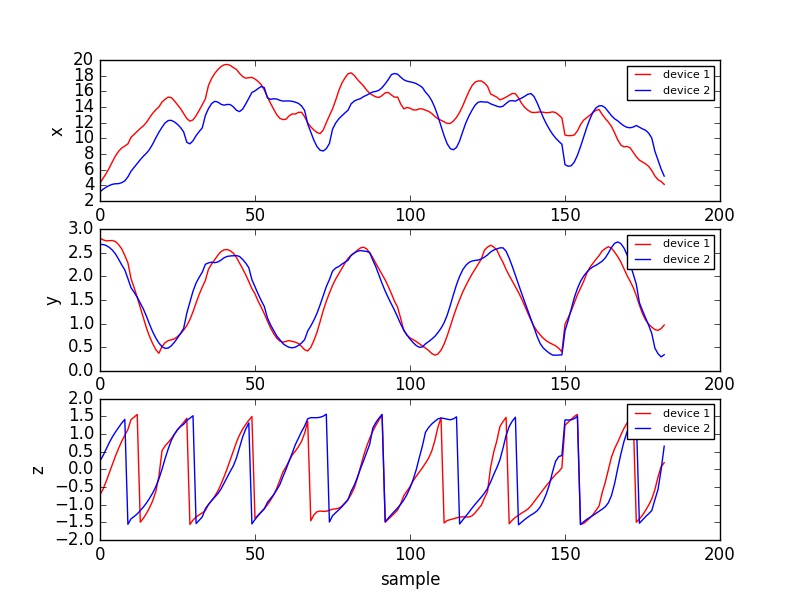 20
18
16
14
12
10
8
6
4
2
x
device 1
device 2
0 50 100 150 200
3.0
2.5
2.0
1.5
1.0
0.5
0.0
y
device 1
device 2
0 50 100 150 200
2.0
1.5
1.0
0.5
0.0
−0.5
−1.0
−1.5
−2.0
z
device 1
device 2
0 50 100 150 200
sample